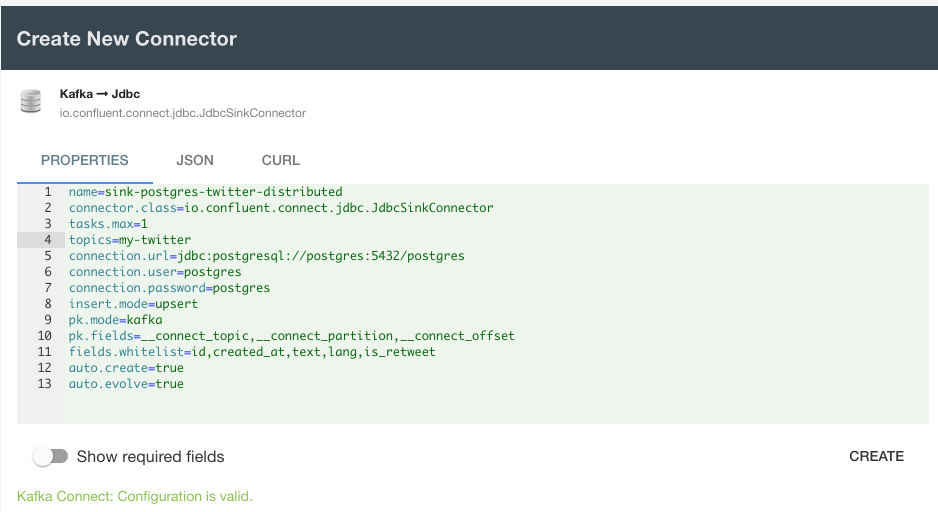 Create New Connector
Kafka ➞ Jdbc
io.confluent.connect.jdbc.JdbcSinkConnector
PROPERTIES JSON CURL
1 name=sink-postgres-twitter-distributed
2 connector.class=io.confluent.connect.jdbc.JdbcSinkConnector
3 tasks.max=1
4 topics=my-twitter
5 connection.url=jdbc:postgresql://postgres:5432/postgres
6 connection.user=postgres
7 connection.password=postgres
8 insert.mode=upsert
9 pk.mode=kafka
10 pk.fields=__connect_topic,__connect_partition,__connect_offset
11 fields.whitelist=id,created_at,text,lang,is_retweet
12 auto.create=true
13 auto.evolve=true
Show required fields CREATE
Kafka Connect: Configuration is valid.